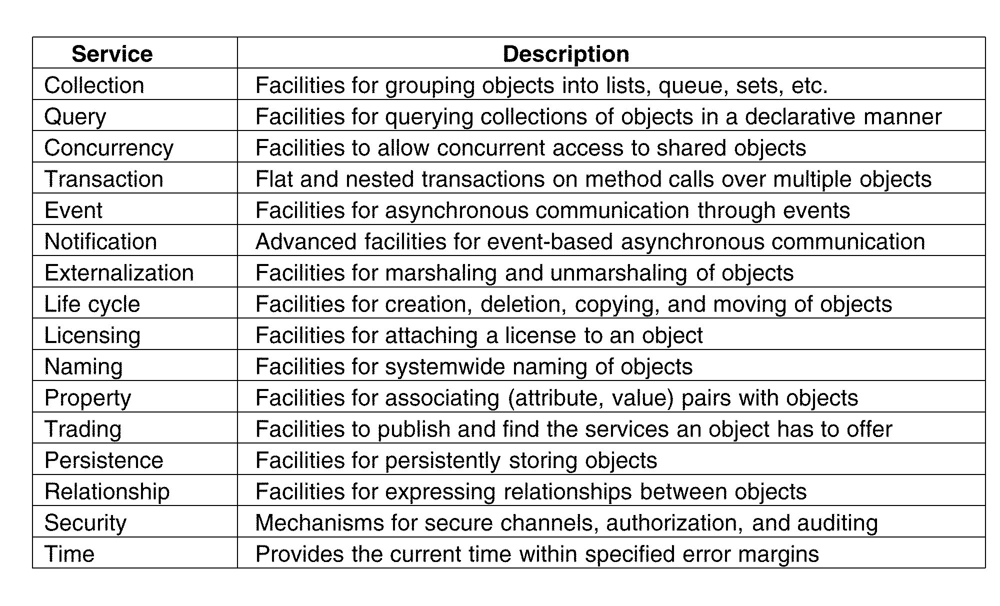 Service Description
Collection Facilities for grouping objects into lists, queue, sets, etc.
Query Facilities for querying collections of objects in a declarative manner
Concurrency Facilities to allow concurrent access to shared objects
Transaction Flat and nested transactions on method calls over multiple objects
Event Facilities for asynchronous communication through events
Notification Advanced facilities for event-based asynchronous communication
Externalization Facilities for marshaling and unmarshaling of objects
Life cycle Facilities for creation, deletion, copying, and moving of objects
Licensing Facilities for attaching a license to an object
Naming Facilities for systemwide naming of objects
Property Facilities for associating (attribute, value) pairs with objects
Trading Facilities to publish and find the services an object has to offer
Persistence Facilities for persistently storing objects
Relationship Facilities for expressing relationships between objects
Security Mechanisms for secure channels, authorization, and auditing
Time Provides the current time within specified error margins